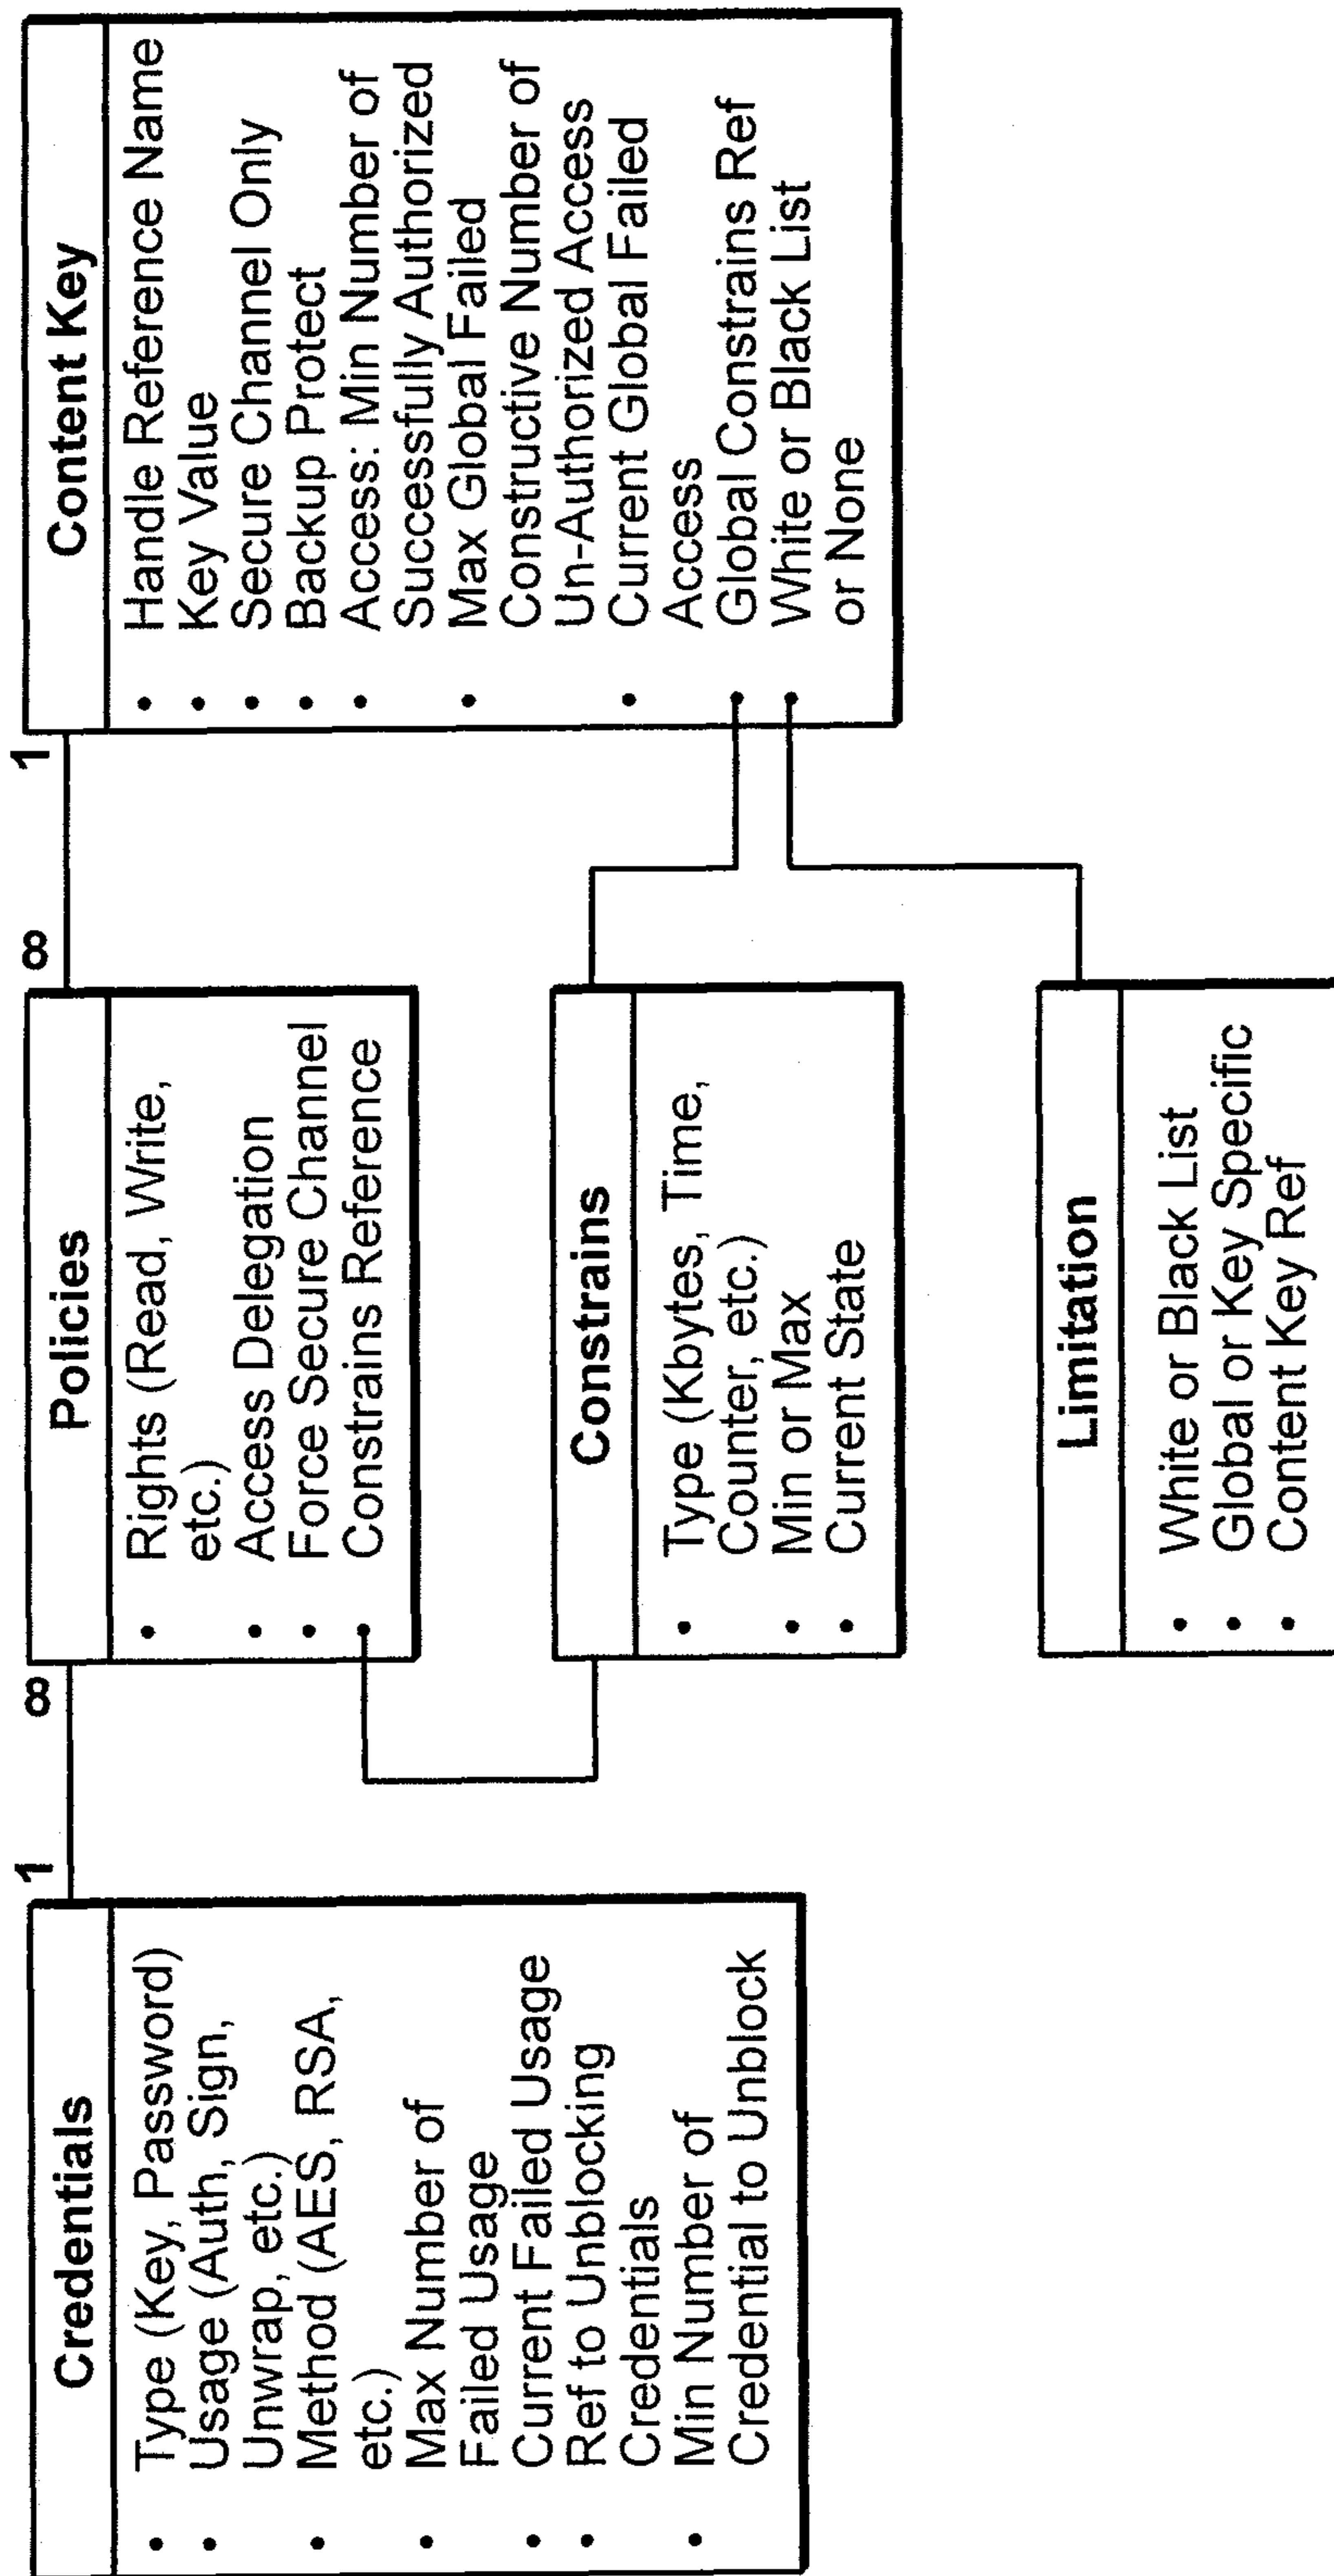 Credentials
• Type (Key, Password)
• Usage (Auth, Sign,
Unwrap, etc.)
• Method (AES, RSA,
etc.)
• Max Number of
Failed Usage
• Current Failed Usage
• Ref to Unblocking
Credentials
• Min Number of
Credential to Unblock
1
∞
Policies
• Rights (Read, Write,
etc.)
• Access Delegation
• Force Secure Channel
• Constrains Reference
Constrains
• Type (Kbytes, Time,
Counter, etc.)
• Min or Max
• Current State
Limitation
• White or Black List
• Global or Key Specific
• Content Key Ref
∞
1
Content Key
• Handle Reference Name
• Key Value
• Secure Channel Only
• Backup Protect
• Access: Min Number of
Successfully Authorized
• Max Global Failed
Constructive Number of
Un-Authorized Access
• Current Global Failed
Access
• Global Constrains Ref
• White or Black List
or None